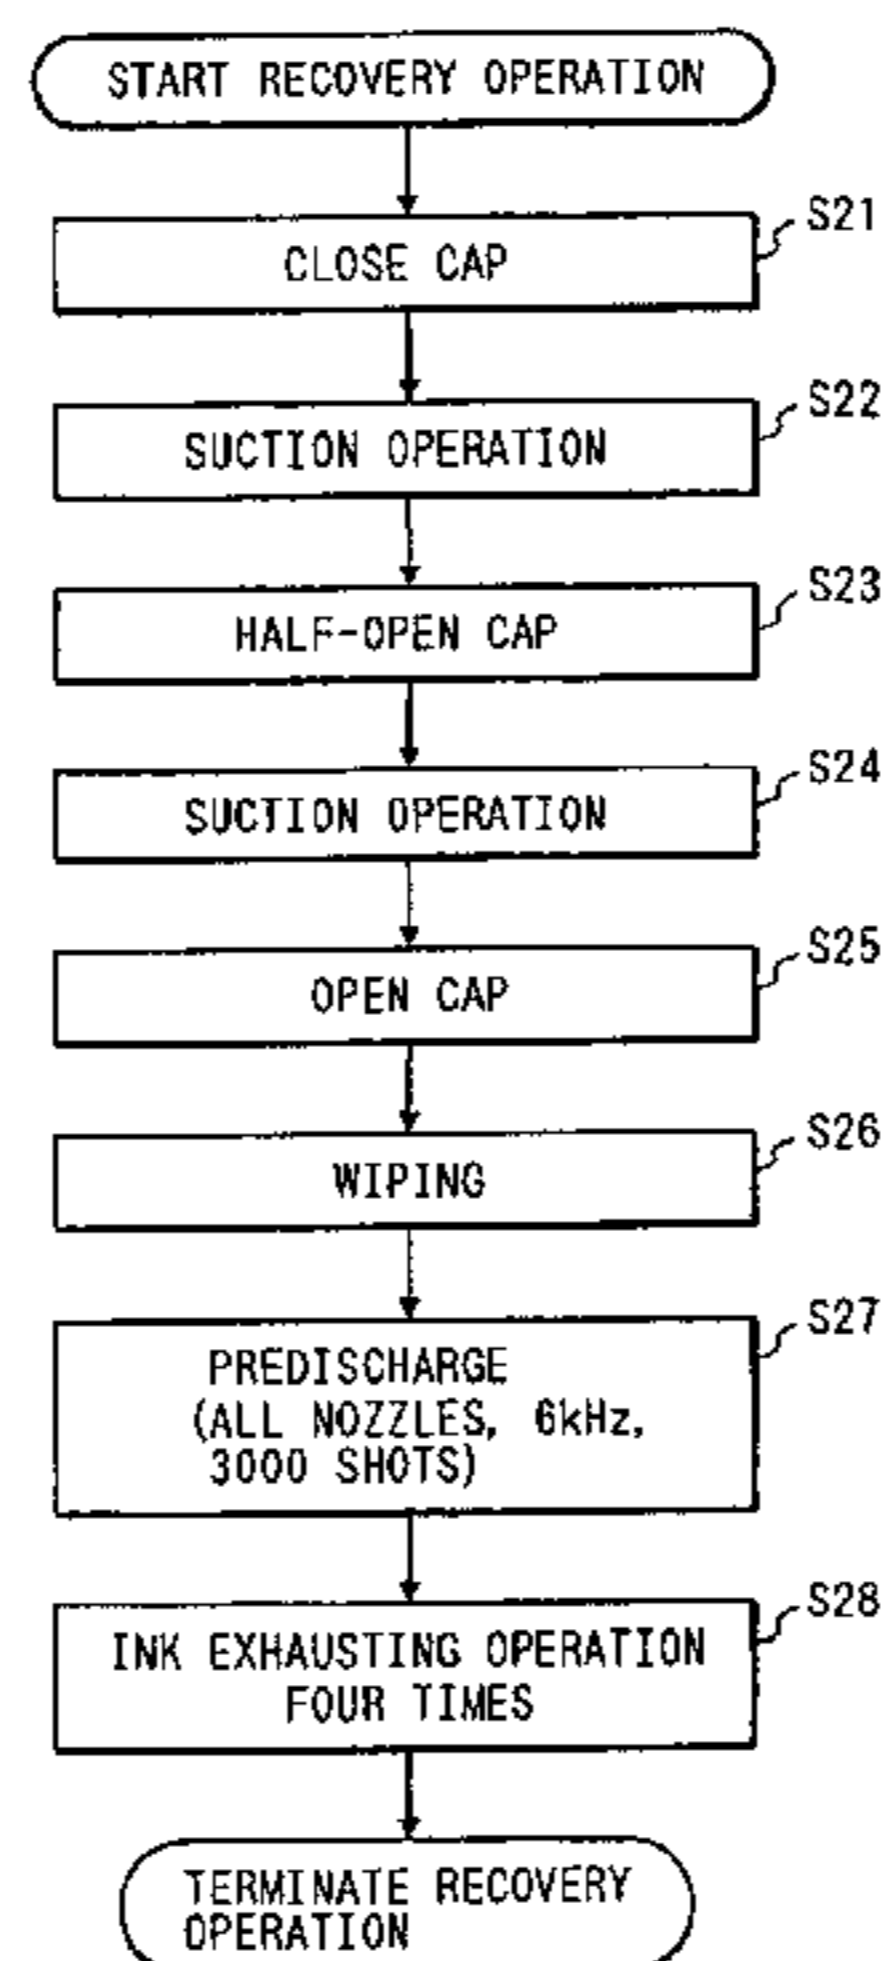 START RECOVERY OPERATION
S21
CLOSE CAP
S22
SUCTION OPERATION
S23
HALF-OPEN CAP
S24
SUCTION OPERATION
S25
OPEN CAP
S26
WIPING
S27
PREDISCHARGE
(ALL NOZZLES, 6kHz,
3000 SHOTS)
S28
INK EXHAUSTING OPERATION
FOUR TIMES
TERMINATE RECOVERY
OPERATION